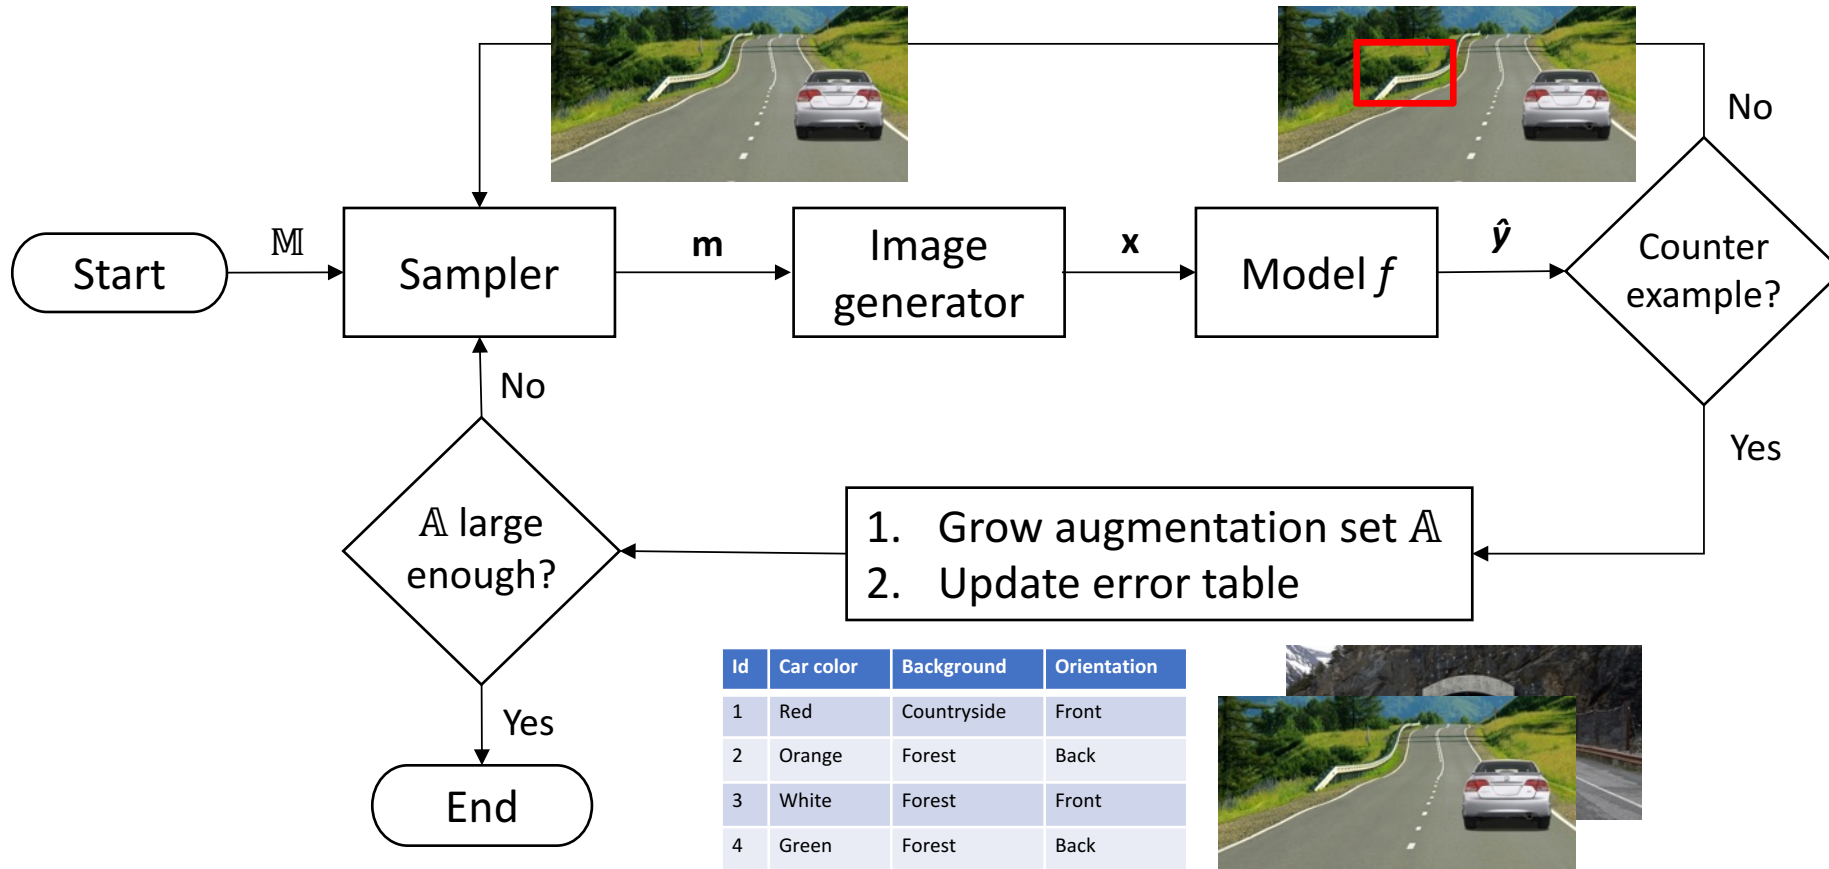 No
Start
𝕄
Sampler
m
Image
generator
x
Model f
ŷ
Counter
example?
No
Yes
𝔸 large
enough?
1. Grow augmentation set 𝔸
2. Update error table
Yes
End
Id Car color Background Orientation
1 Red Countryside Front
2 Orange Forest Back
3 White Forest Front
4 Green Forest Back